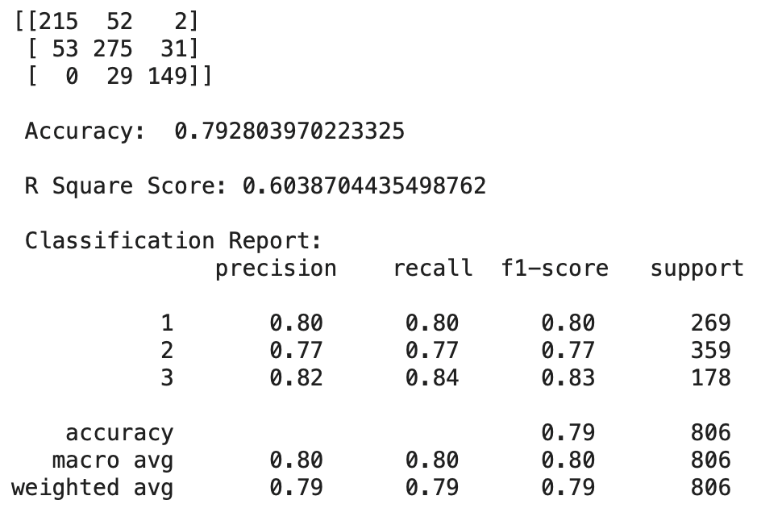 [[215  52   2]
 [ 53 275  31]
 [  0  29 149]]
Accuracy:  0.792803970223325
R Square Score: 0.6038704435498762
Classification Report:
precision    recall  f1-score   support
1       0.80      0.80      0.80       269
2       0.77      0.77      0.77       359
3       0.82      0.84      0.83       178
accuracy                           0.79       806
macro avg       0.80      0.80      0.80       806
weighted avg       0.79      0.79      0.79       806